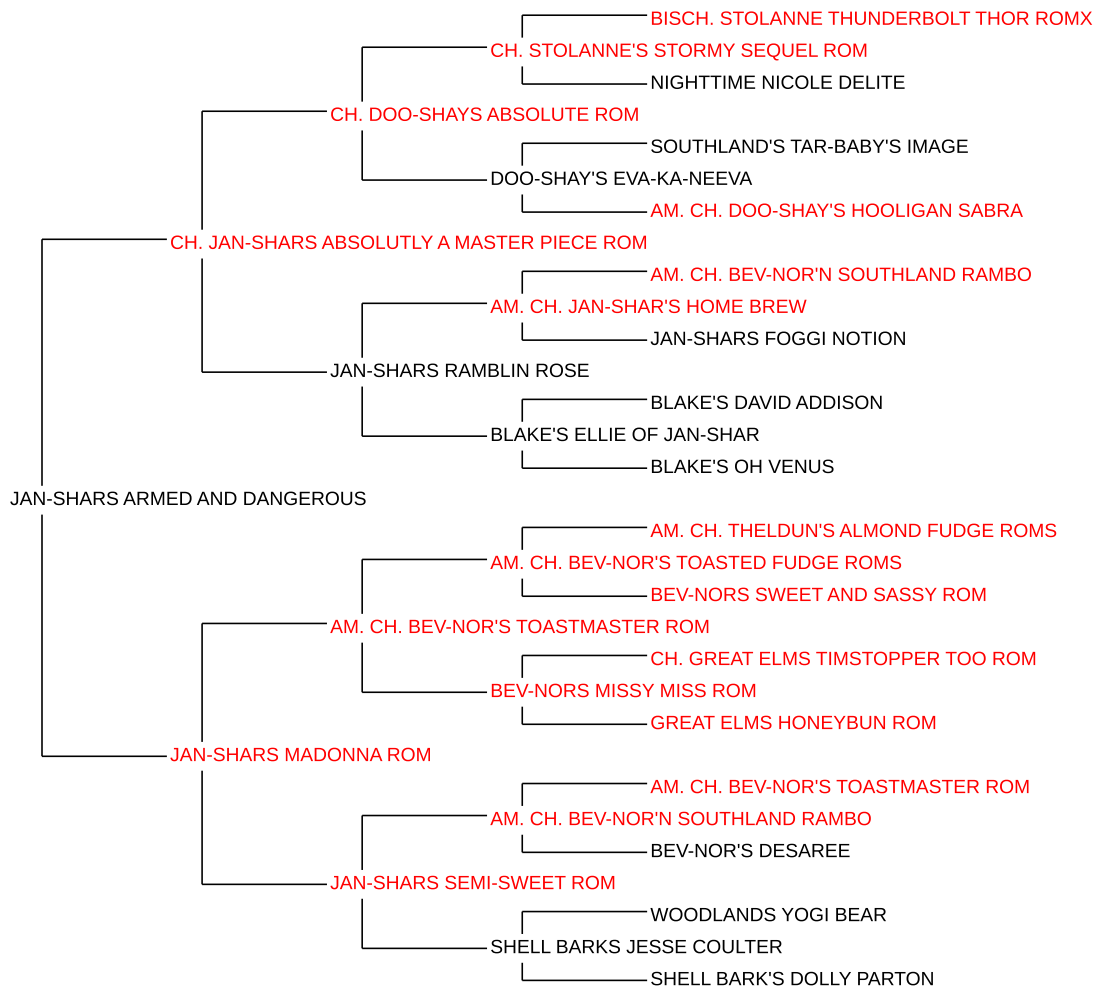 BISCH. STOLANNE THUNDERBOLT THOR ROMX
CH. STOLANNE'S STORMY SEQUEL ROM
NIGHTTIME NICOLE DELITE
CH. DOO-SHAYS ABSOLUTE ROM
SOUTHLAND'S TAR-BABY'S IMAGE
DOO-SHAY'S EVA-KA-NEEVA
AM. CH. DOO-SHAY'S HOOLIGAN SABRA
CH. JAN-SHARS ABSOLUTLY A MASTER PIECE ROM
AM. CH. BEV-NOR'N SOUTHLAND RAMBO
AM. CH. JAN-SHAR'S HOME BREW
JAN-SHARS FOGGI NOTION
JAN-SHARS RAMBLIN ROSE
BLAKE'S DAVID ADDISON
BLAKE'S ELLIE OF JAN-SHAR
BLAKE'S OH VENUS
JAN-SHARS ARMED AND DANGEROUS
AM. CH. THELDUN'S ALMOND FUDGE ROMS
AM. CH. BEV-NOR'S TOASTED FUDGE ROMS
BEV-NORS SWEET AND SASSY ROM
AM. CH. BEV-NOR'S TOASTMASTER ROM
CH. GREAT ELMS TIMSTOPPER TOO ROM
BEV-NORS MISSY MISS ROM
GREAT ELMS HONEYBUN ROM
JAN-SHARS MADONNA ROM
AM. CH. BEV-NOR'S TOASTMASTER ROM
AM. CH. BEV-NOR'N SOUTHLAND RAMBO
BEV-NOR'S DESAREE
JAN-SHARS SEMI-SWEET ROM
WOODLANDS YOGI BEAR
SHELL BARKS JESSE COULTER
SHELL BARK'S DOLLY PARTON